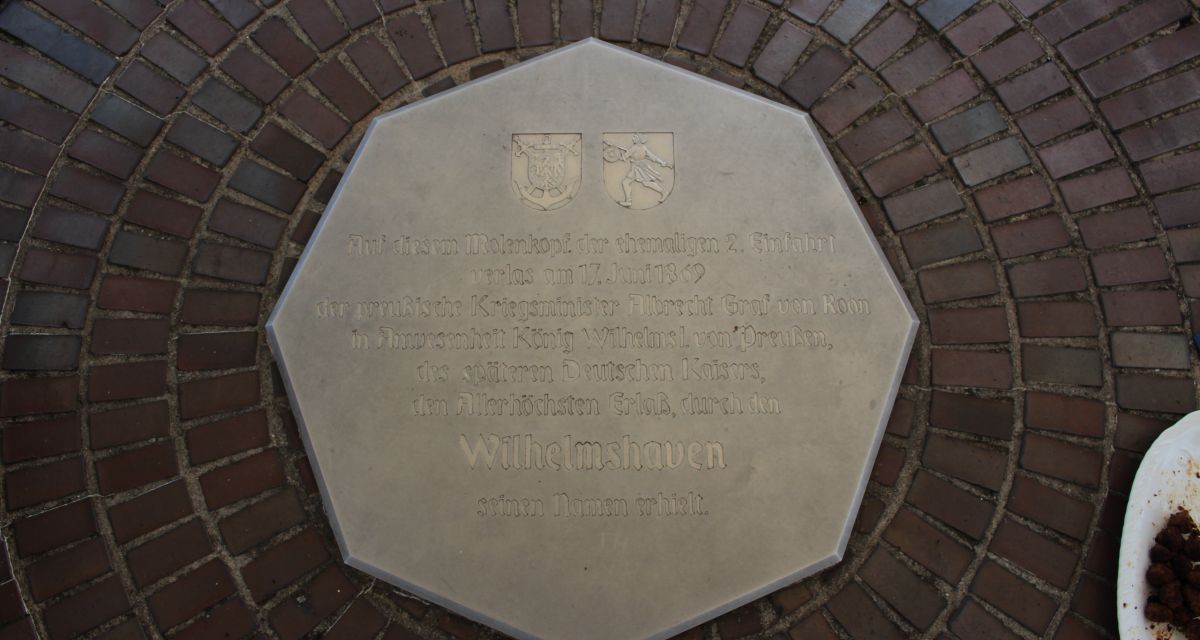 Auf diesem Molenkopf der ehemaligen 2. Einfahrt
verlas am 17. Juni 1869
der preußische Kriegsminister Albrecht Graf von Roon
in Anwesenheit König Wilhelms I. von Preußen,
des späteren Deutschen Kaisers,
den Allerhöchsten Erlaß, durch den
Wilhelmshaven
seinen Namen erhielt.